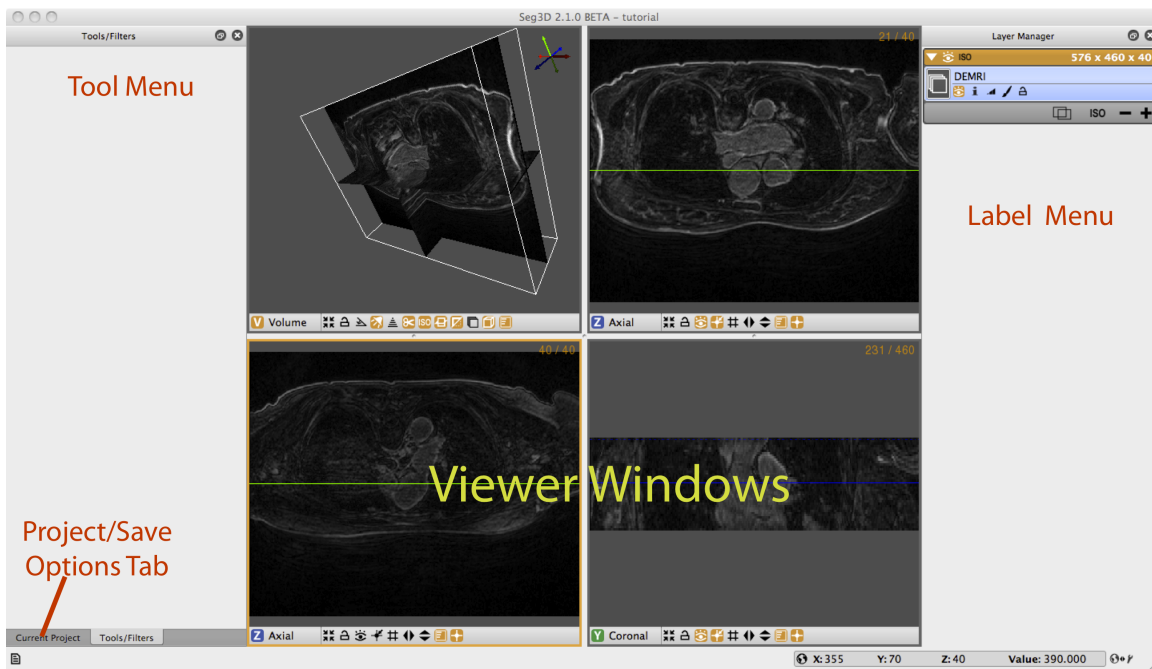 Seg3D 2.1.0 BETA – tutorial
Tools/Filters
Tool Menu
V Volume
ISO
21 / 40
Z Axial
Layer Manager
ISO 576 x 460 x 40
DEMRI
ISO
Label Menu
40 / 40
Z Axial
231 / 460
Y Coronal
Viewer Windows
Project/Save
Options Tab
Current Project
Tools/Filters
X: 355 Y: 70 Z: 40 Value: 390.000